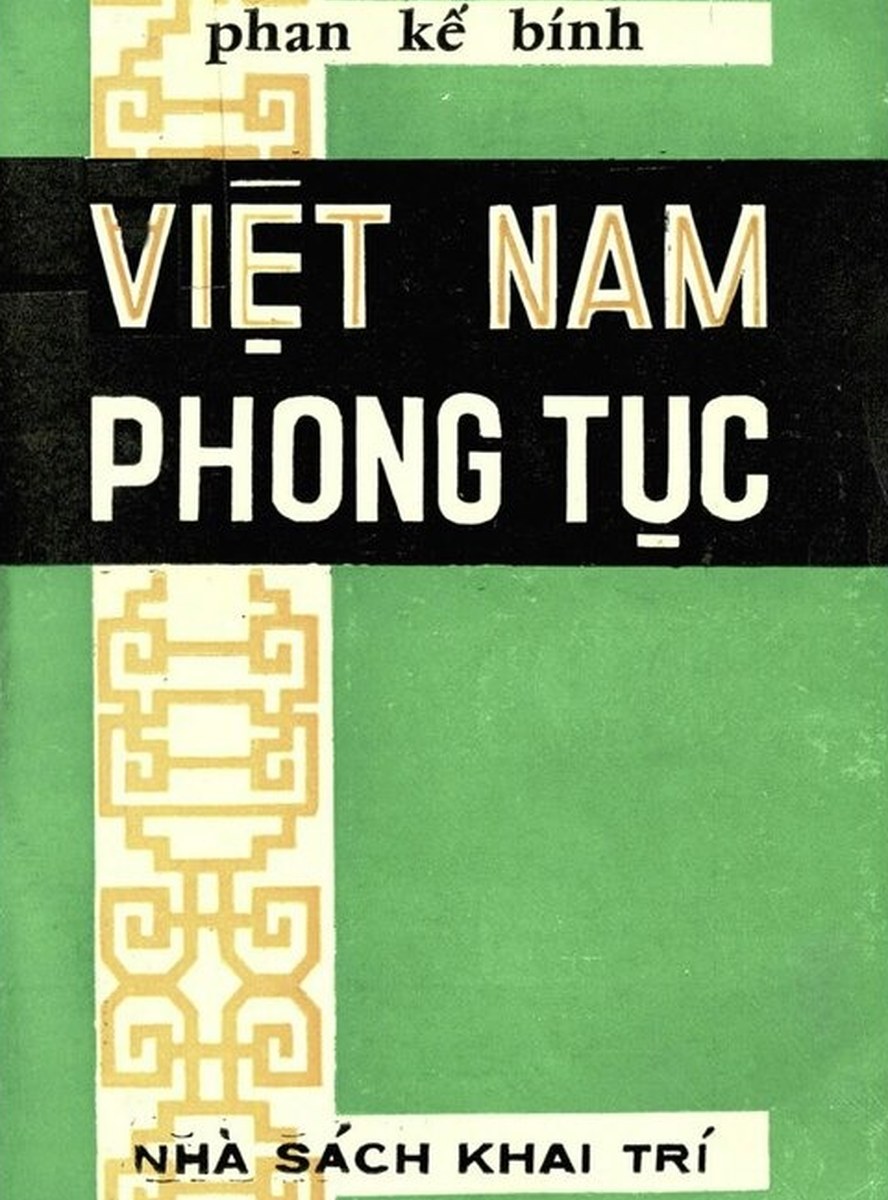 phan kế bính
VIỆT NAM
PHONG TỤC
NHÀ SÁCH KHAI TRÍ